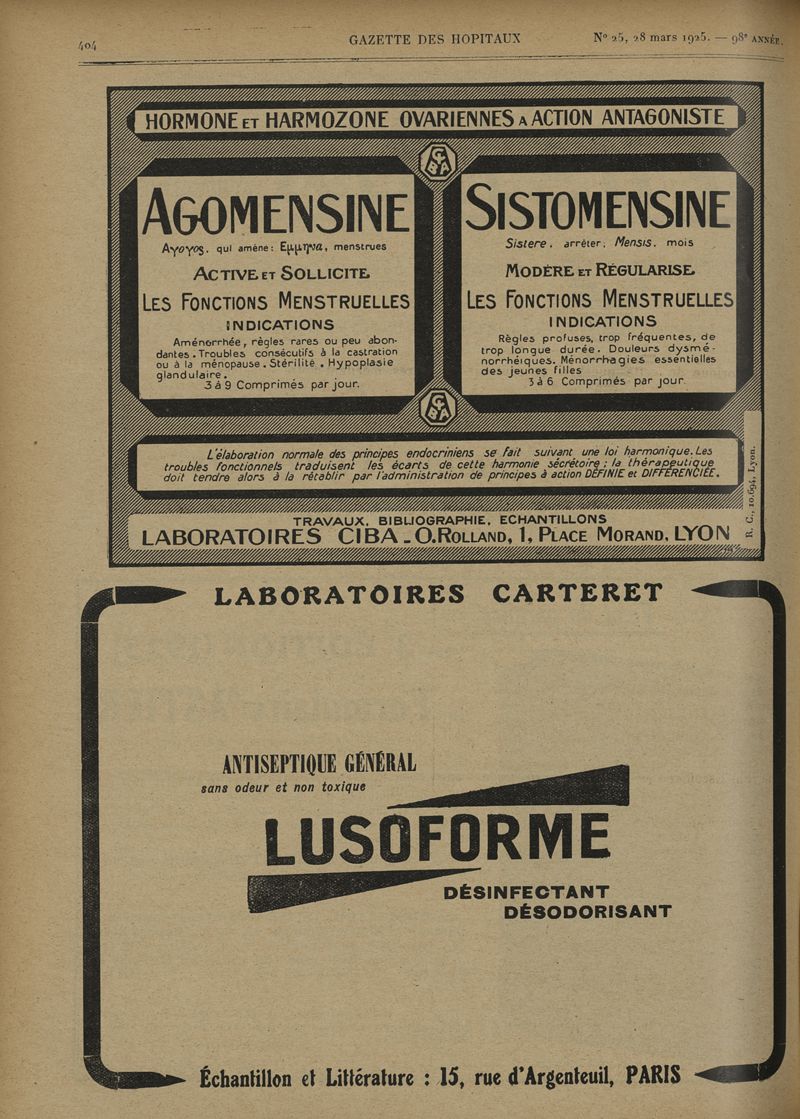 404
GAZETTE DES HOPITAUX
N° 25, 28 mars 1925. — 98e ANNÉE.
HORMONE ET HARMOZONE OVARIENNES A ACTION ANTAGONISTE
CIBA
AGOMENSINE
Αγογος, qui amène; Εμμηνα, menstrues
ACTIVE ET SOLLICITE
LES FONCTIONS MENSTRUELLES
INDICATIONS
Aménorrhée, règles rares ou peu abon-
dantes. Troubles consécutifs à la castration
ou à la ménopause. Stérilité. Hypoplasie
glandulaire.
3 à 9 Comprimés par jour.
SISTOMENSINE
Sistere, arrêter; Mensis, mois
MODÈRE ET RÉGULARISE
LES FONCTIONS MENSTRUELLES
INDICATIONS
Règles profuses, trop fréquentes, de
trop longue durée. Douleurs dysmé-
norrhéiques. Ménorrhagies essentielles
des jeunes filles
3 à 6 Comprimés par jour
CIBA
L'élaboration normale des principes endocriniens se fait suivant une loi harmonique. Les
troubles fonctionnels traduisent les écarts de cette harmonie sécrétoire; la thérapeutique
doit tendre alors à la rétablir par l'administration de principes à action DÉFINIE et DIFFÉRENCIÉE.
TRAVAUX, BIBLIOGRAPHIE, ECHANTILLONS
LABORATOIRES CIBA - O. ROLLAND, 1, PLACE MORAND, LYON
R. C., 10.694, Lyon.
LABORATOIRES CARTERET
ANTISEPTIQUE GÉNÉRAL
sans odeur et non toxique
LUSOFORME
DÉSINFECTANT
DÉSODORISANT
Échantillon et Littérature : 15, rue d'Argenteuil, PARIS